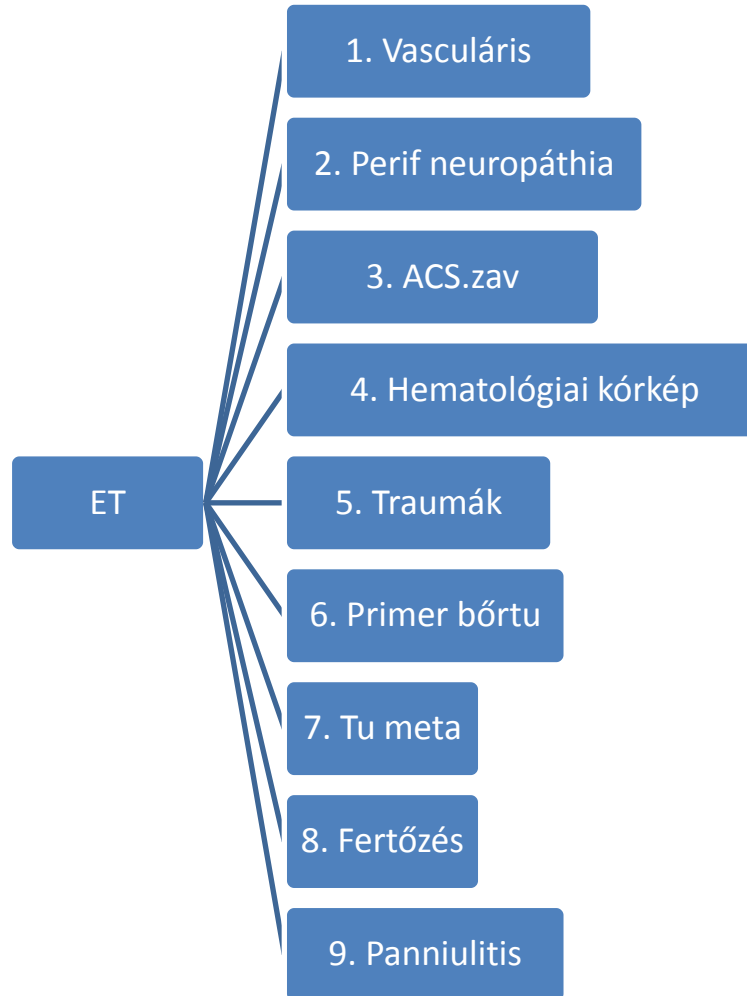 1. Vasculáris
2. Perif neuropáthia
3. ACS.zav
4. Hematológiai kórkép
ET
5. Traumák
6. Primer bőrtu
7. Tu meta
8. Fertőzés
9. Panniulitis